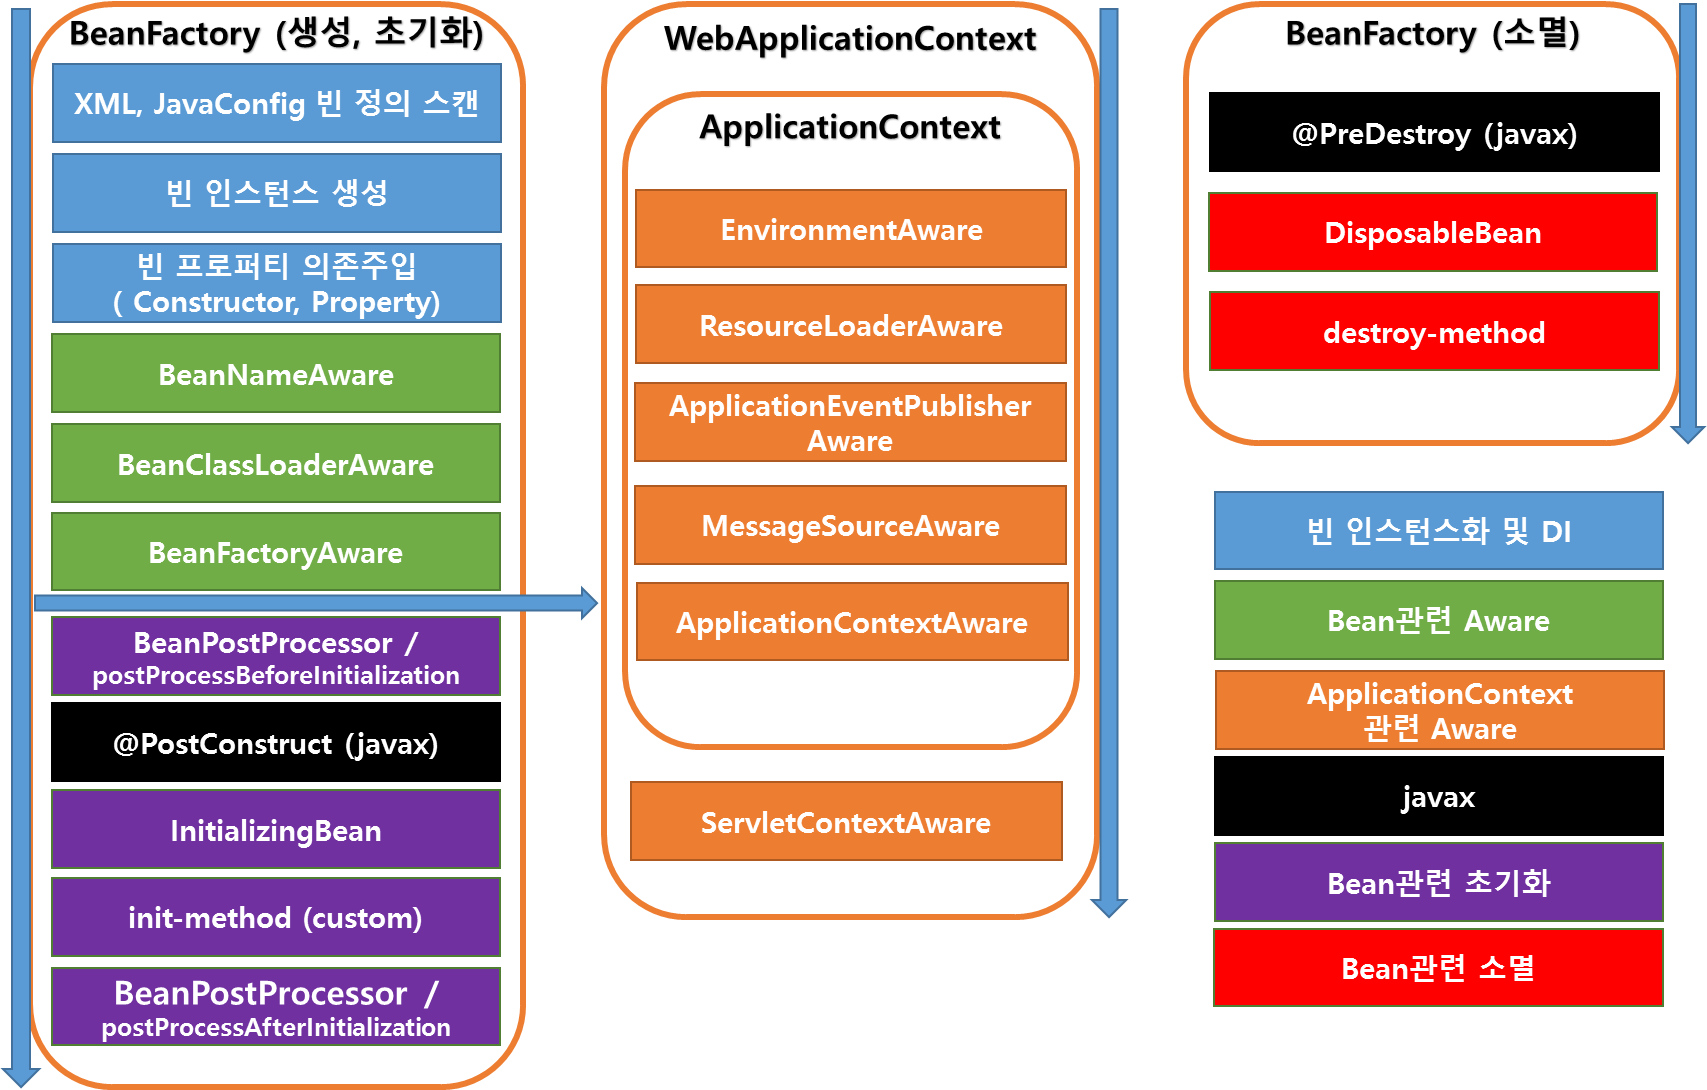 BeanFactory (생성, 초기화)
XML, JavaConfig 빈 정의 스캔
빈 인스턴스 생성
빈 프로퍼티 의존주입
( Constructor, Property)
BeanNameAware
BeanClassLoaderAware
BeanFactoryAware
BeanPostProcessor /
postProcessBeforeInitialization
@PostConstruct (javax)
InitializingBean
init-method (custom)
BeanPostProcessor /
postProcessAfterInitialization
WebApplicationContext
ApplicationContext
EnvironmentAware
ResourceLoaderAware
ApplicationEventPublisher
Aware
MessageSourceAware
ApplicationContextAware
ServletContextAware
BeanFactory (소멸)
@PreDestroy (javax)
DisposableBean
destroy-method
빈 인스턴스화 및 DI
Bean관련 Aware
ApplicationContext
관련 Aware
javax
Bean관련 초기화
Bean관련 소멸